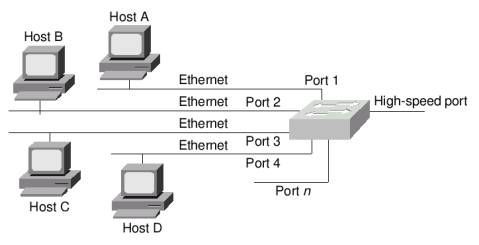 Host A
Host B
Ethernet
Port 1
Ethernet
Port 2
High-speed port
Ethernet
Ethernet
Port 3
Port 4
Port n
Host C
Host D